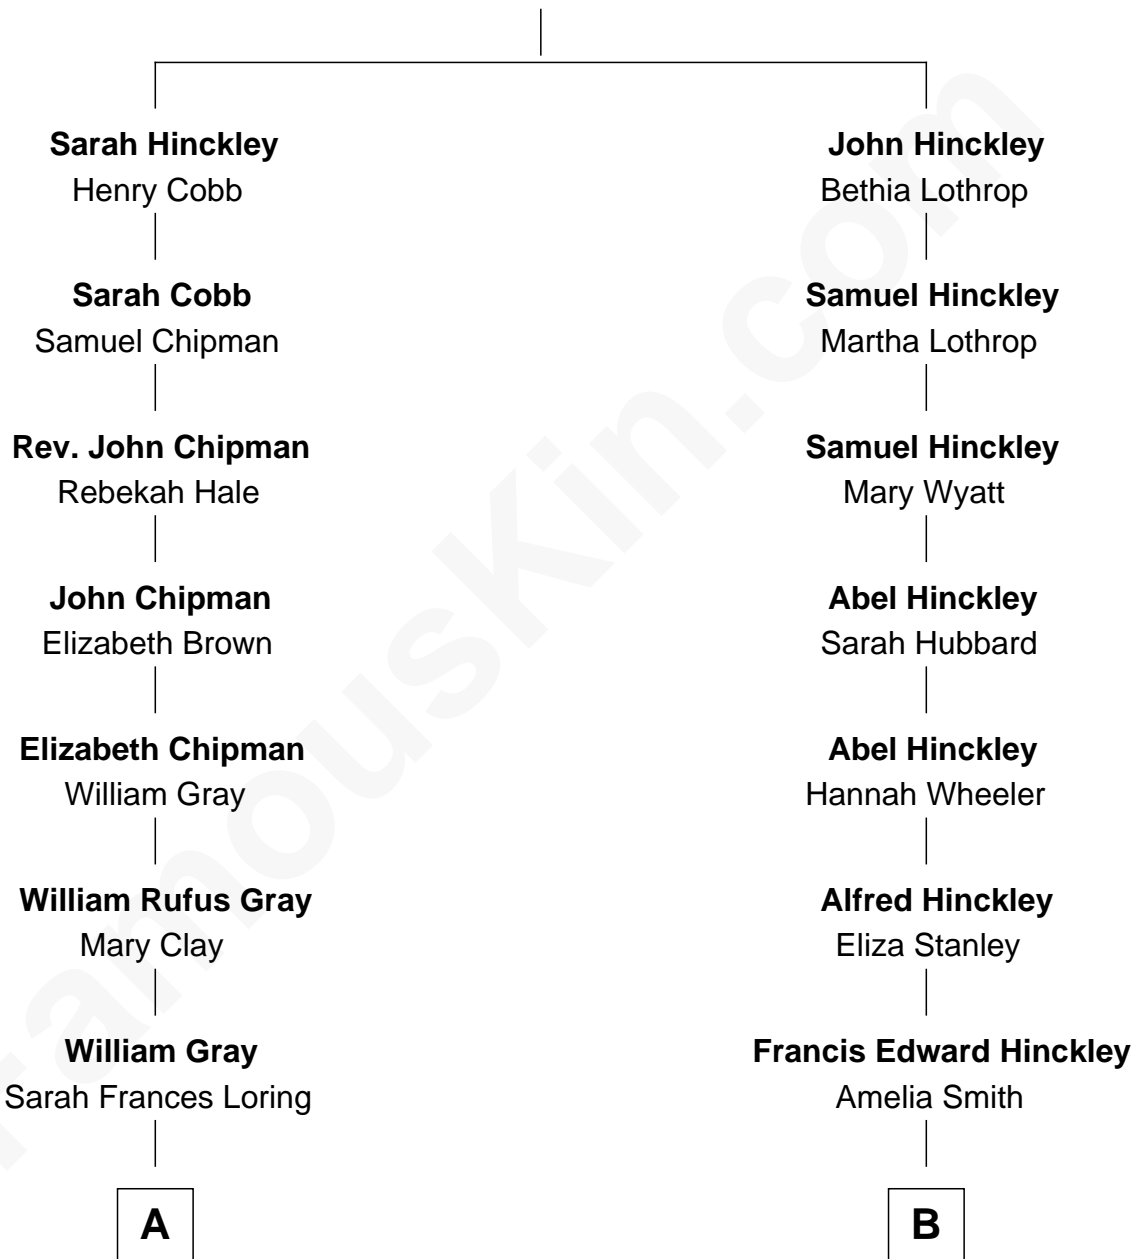 Sarah Hinckley
Henry Cobb
Sarah Cobb
Samuel Chipman
Rev. John Chipman
Rebekah Hale
John Chipman
Elizabeth Brown
Elizabeth Chipman
William Gray
William Rufus Gray
Mary Clay
William Gray
Sarah Frances Loring
A
John Hinckley
Bethia Lothrop
Samuel Hinckley
Martha Lothrop
Samuel Hinckley
Mary Wyatt
Abel Hinckley
Sarah Hubbard
Abel Hinckley
Hannah Wheeler
Alfred Hinckley
Eliza Stanley
Francis Edward Hinckley
Amelia Smith
B
FamousKin.com